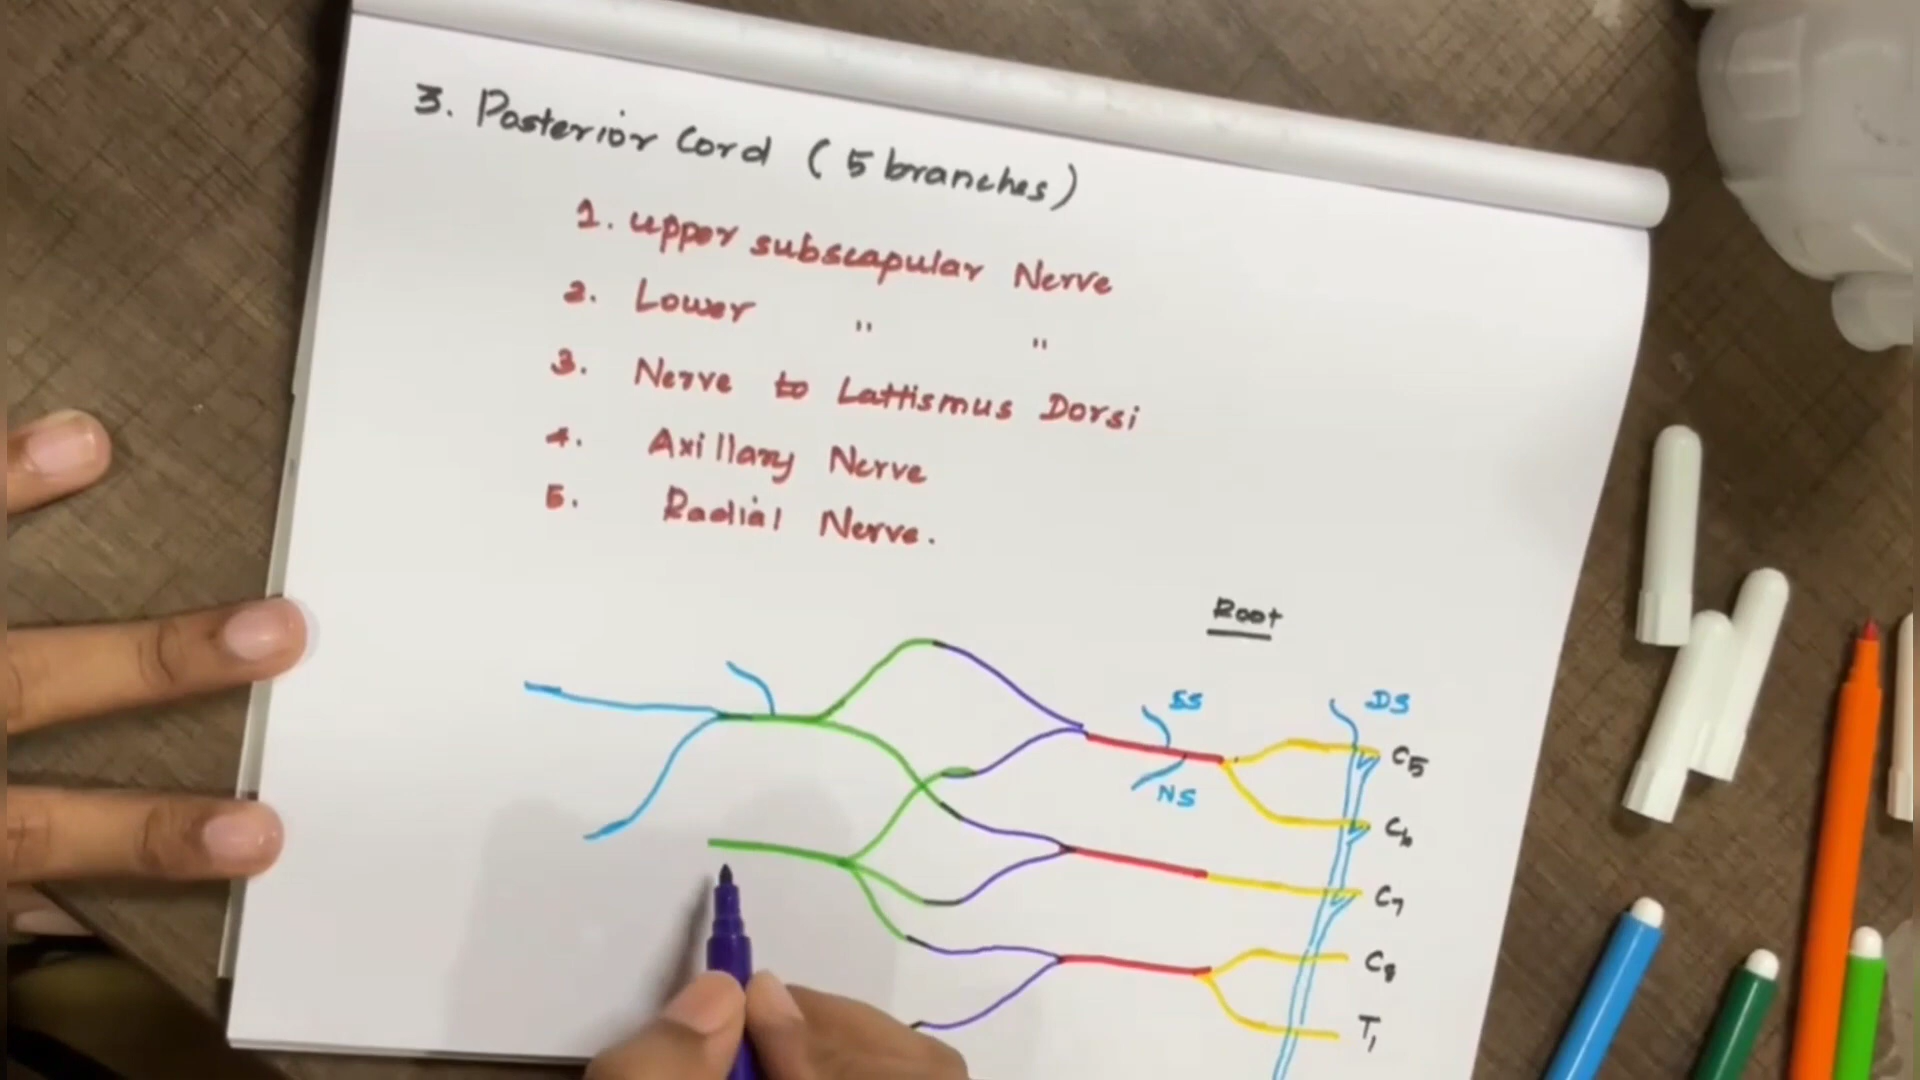 3. Posterior Cord (5 branches)
1. upper subscapular Nerve
2. Lower " "
3. Nerve to Lattismus Dorsi
4. Axillary Nerve
5. Radial Nerve.
Root
SS
DS
C5
NS
C6
C7
C8
T1